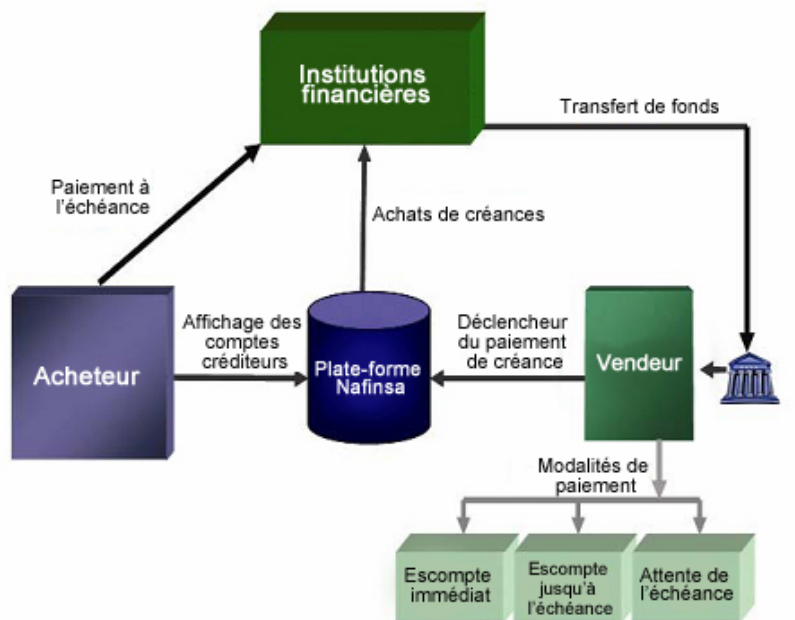 Institutions
financières
Transfert de fonds
Paiement à
l'échéance
Achats de créances
Acheteur
Affichage des
comptes
créditeurs
Plate-forme
Nafinsa
Déclencheur
du paiement
de créance
Vendeur
Modalités de
paiement
Escompte
immédiat
Escompte
jusqu'à
l'échéance
Attente de
l'échéance